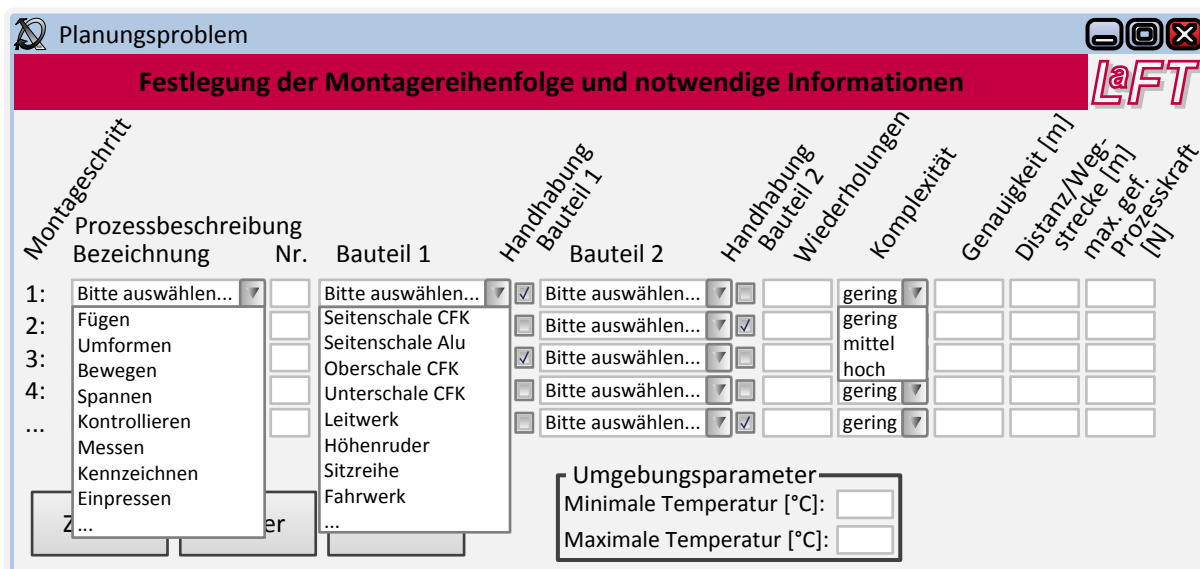 Planungsproblem
Festlegung der Montagereihenfolge und notwendige Informationen
LaFT
Montageschritt
Prozessbeschreibung
Bezeichnung Nr. Bauteil 1
Handhabung
Bauteil 1
Bauteil 2
Handhabung
Bauteil 2
Wiederholungen
Komplexität
Genauigkeit [m]
Distanz/Weg-
strecke [m]
max. gef.
Prozesskraft
[N]
1: Bitte auswählen... Bitte auswählen... Bitte auswählen... gering
2: Fügen Seitenschale CFK Bitte auswählen... gering
Umformen Seitenschale Alu mittel
3: Bewegen Oberschale CFK Bitte auswählen... hoch
4: Spannen Unterschale CFK Bitte auswählen... gering
... Kontrollieren Leitwerk Bitte auswählen... gering
Messen Höhenruder
Kennzeichnen Sitzreihe
Einpressen Fahrwerk
... ...
er
Umgebungsparameter
Minimale Temperatur [°C]:
Maximale Temperatur [°C]: